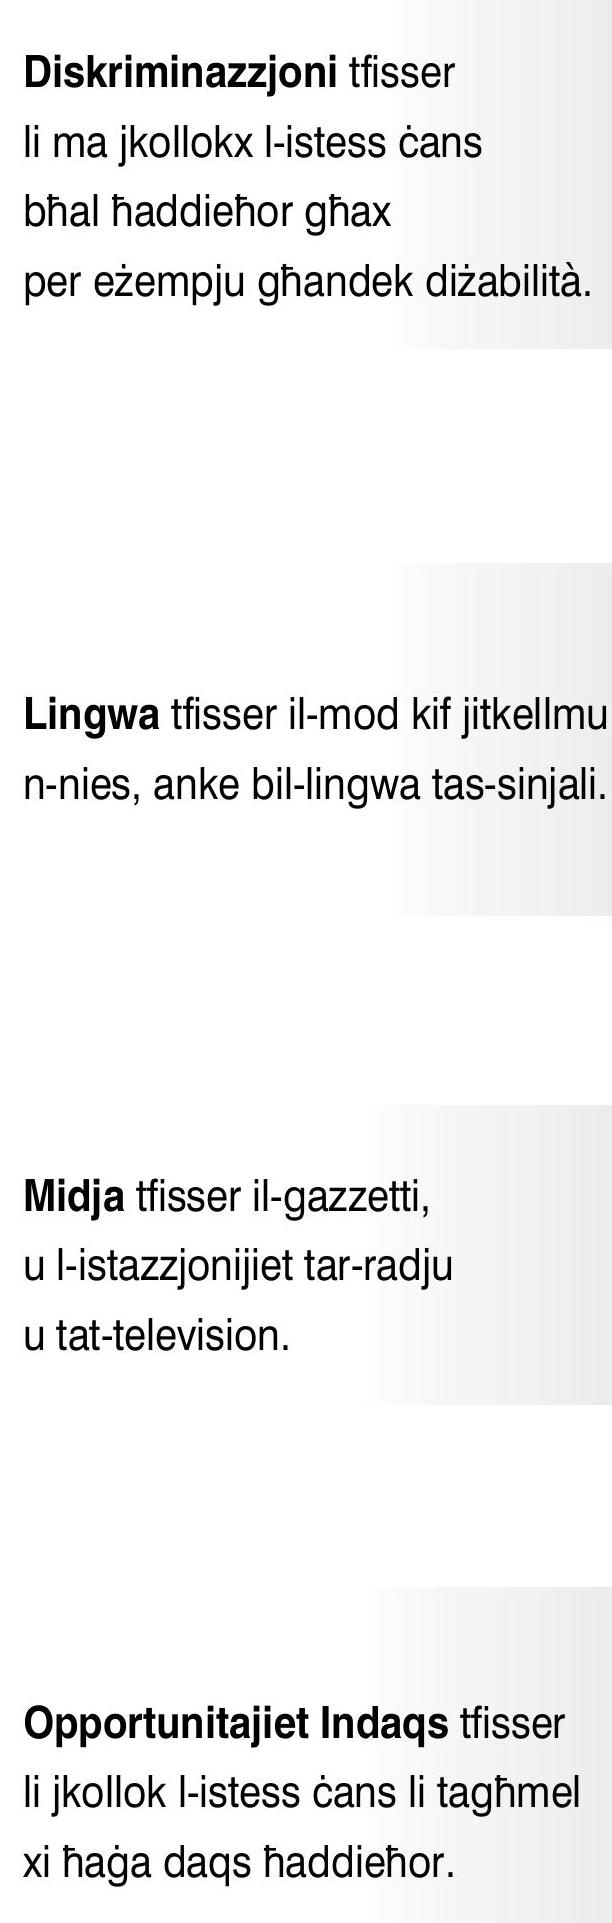 Diskriminazzjoni tfisser
li ma jkollokx l-istess ċans
bħal ħaddieħor għax
per eżempju għandek diżabilità.
Lingwa tfisser il-mod kif jitkellmu
n-nies, anke bil-lingwa tas-sinjali.
Midja tfisser il-gazzetti,
u l-istazzjonijiet tar-radju
u tat-television.
Opportunitajiet Indaqs tfisser
li jkollok l-istess ċans li tagħmel
xi ħaġa daqs ħaddieħor.